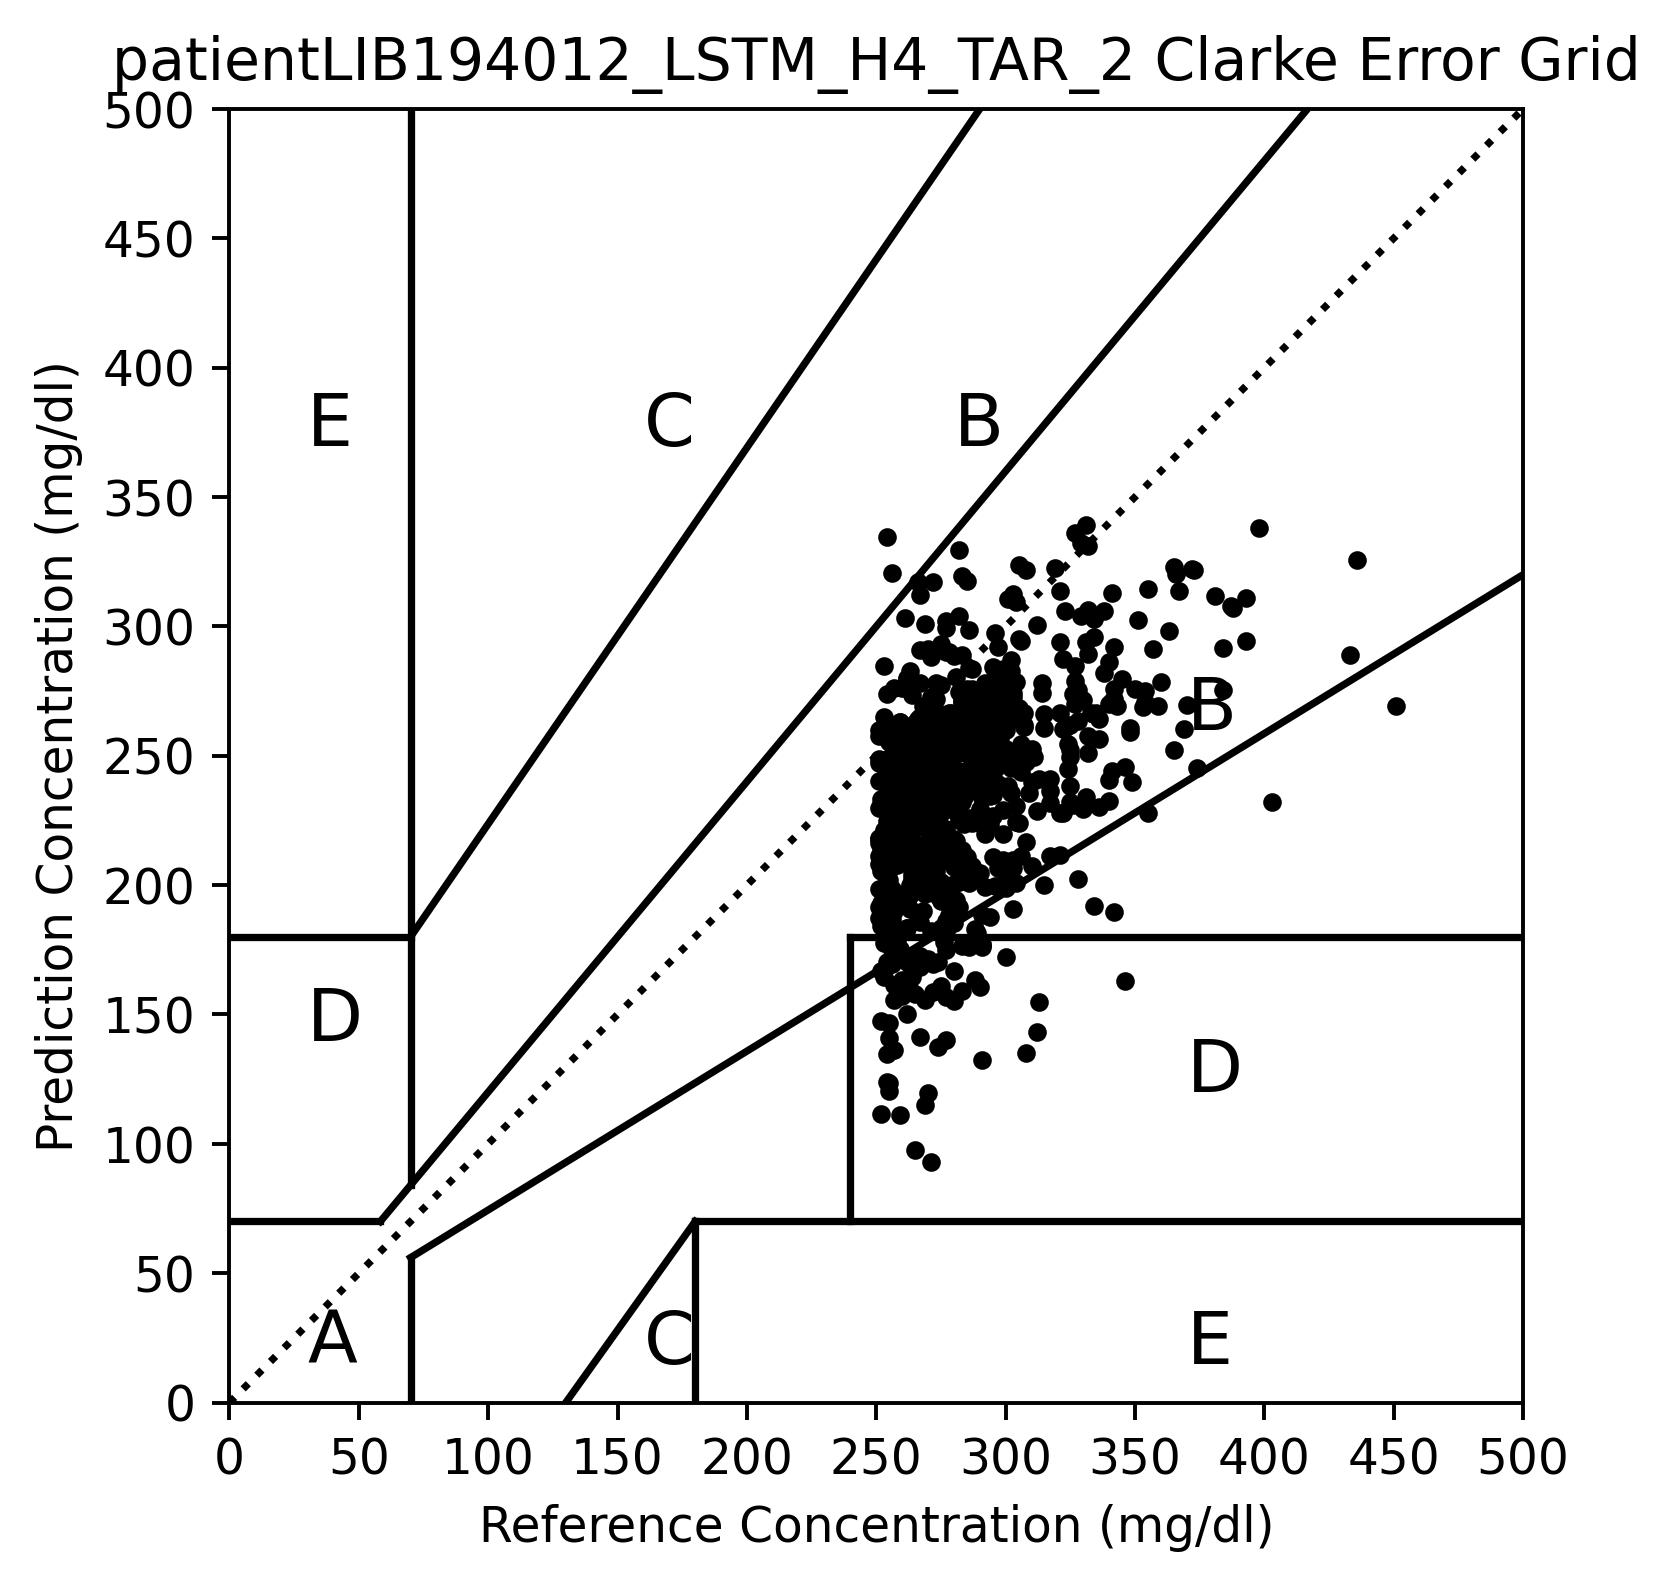 patientLIB194012_LSTM_H4_TAR_2 Clarke Error Grid
500
450
400
350
300
250
200
150
100
50
0
Prediction Concentration (mg/dl)
E
C
B
B
D
D
A
C
E
0 50 100 150 200 250 300 350 400 450 500
Reference Concentration (mg/dl)